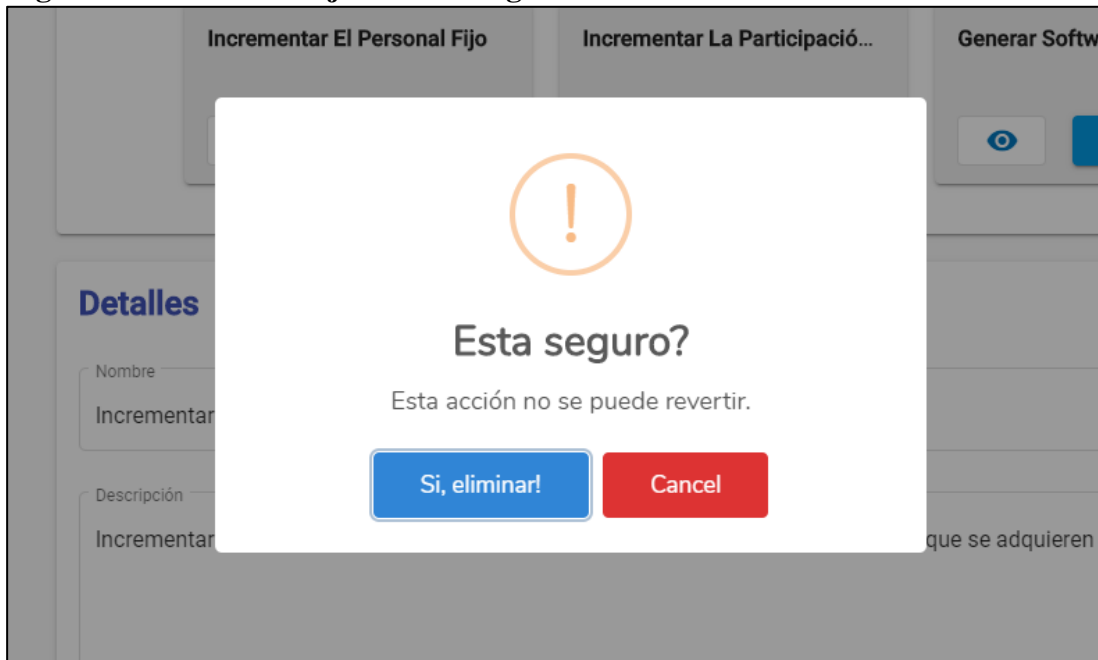 Incrementar El Personal Fijo Incrementar La Participació... Generar Softw
!
Esta seguro?
Esta acción no se puede revertir.
Si, eliminar! Cancel
Detalles
Nombre
Incrementar
Descripción
Incrementar que se adquieren